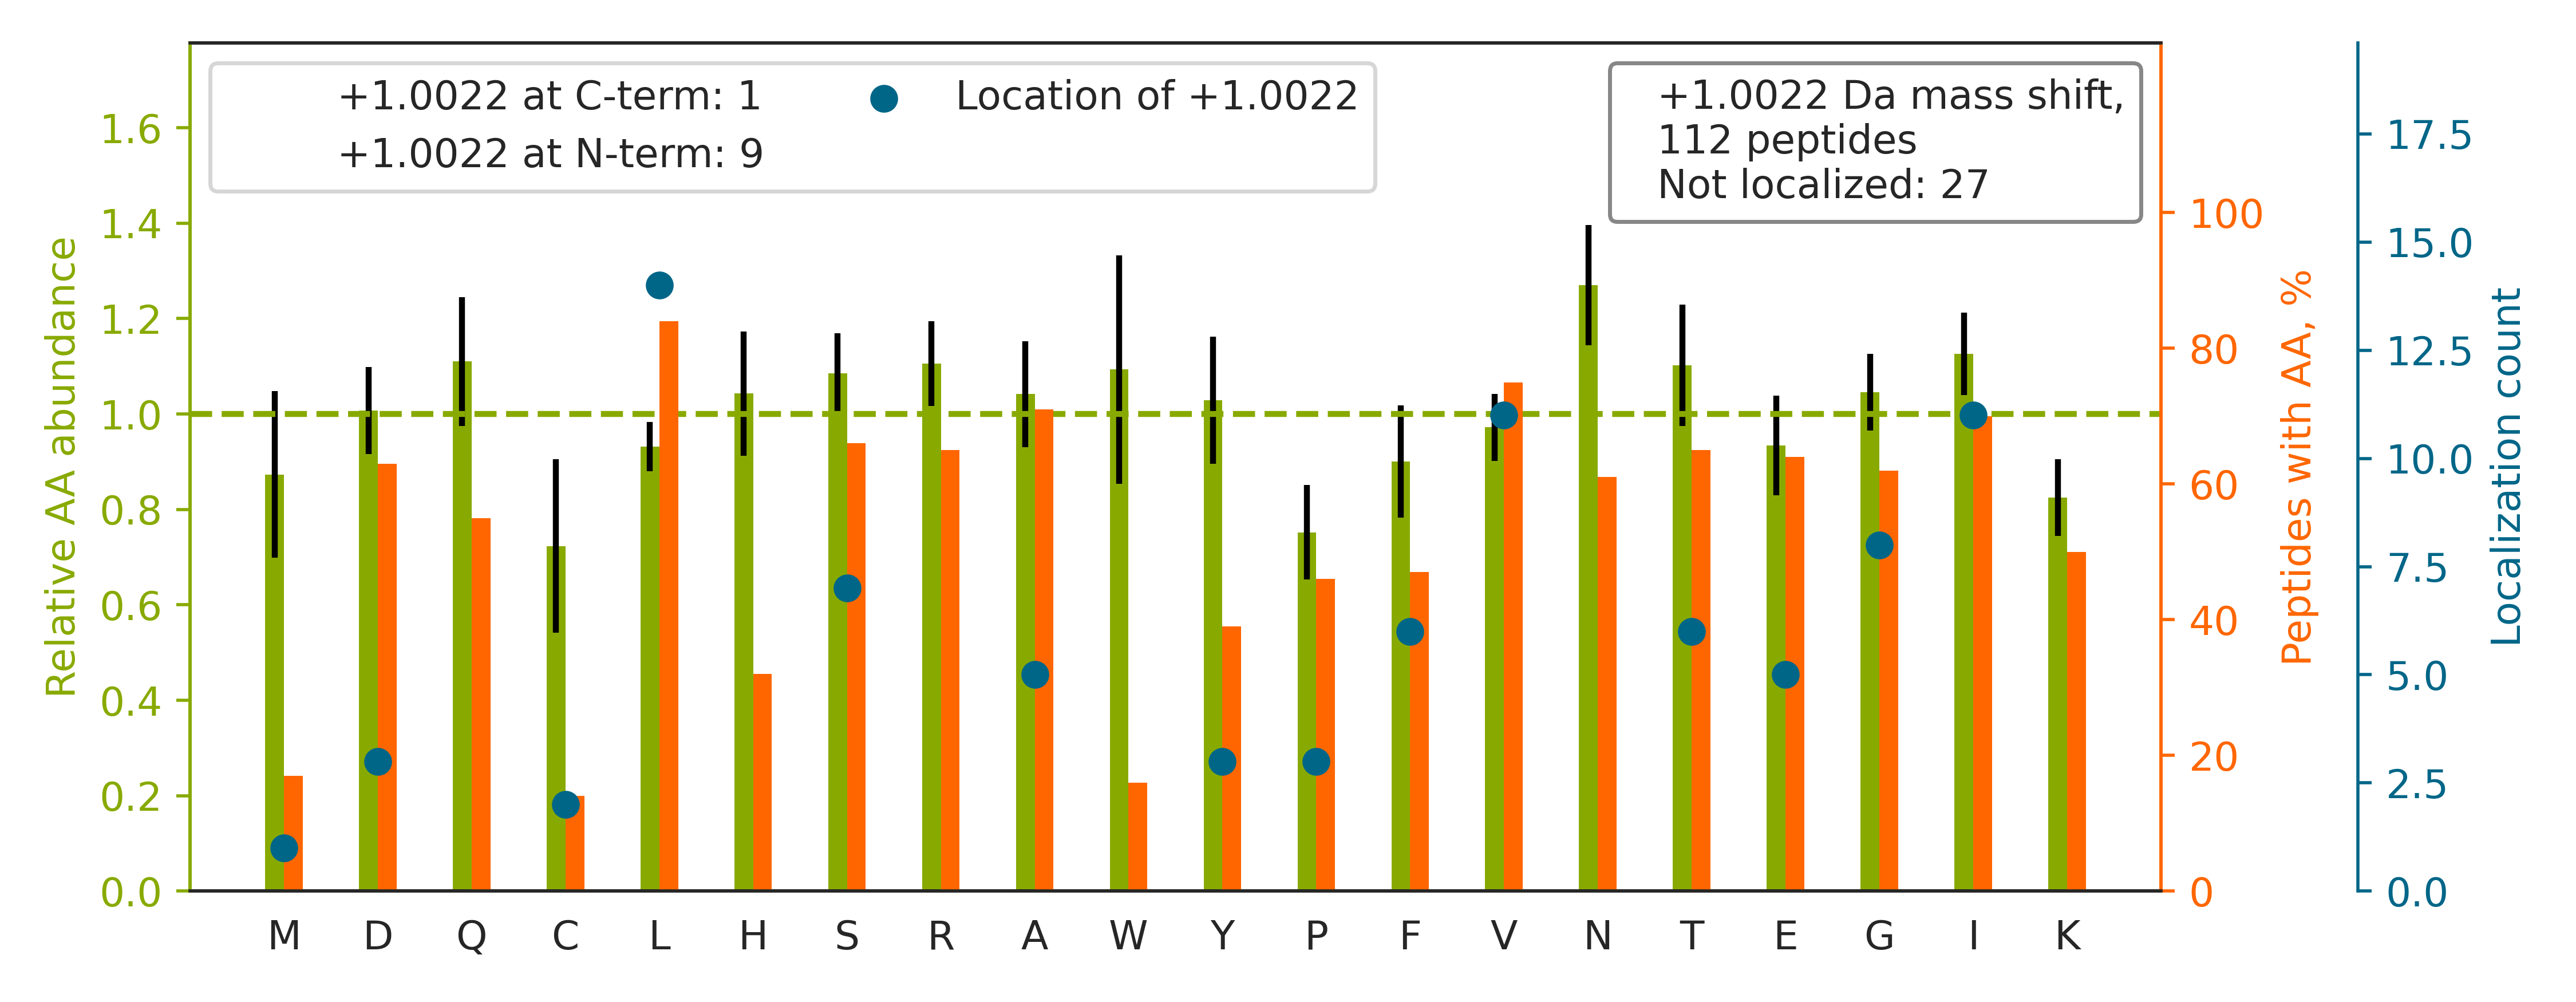 +1.0022 at C-term: 1
+1.0022 at N-term: 9
Location of +1.0022
+1.0022 Da mass shift,
112 peptides
Not localized: 27
Relative AA abundance
1.6
1.4
1.2
1.0
0.8
0.6
0.4
0.2
0.0
100
80
60
40
20
0
Peptides with AA, %
17.5
15.0
12.5
10.0
7.5
5.0
2.5
0.0
Localization count
M D Q C L H S R A W Y P F V N T E G I K